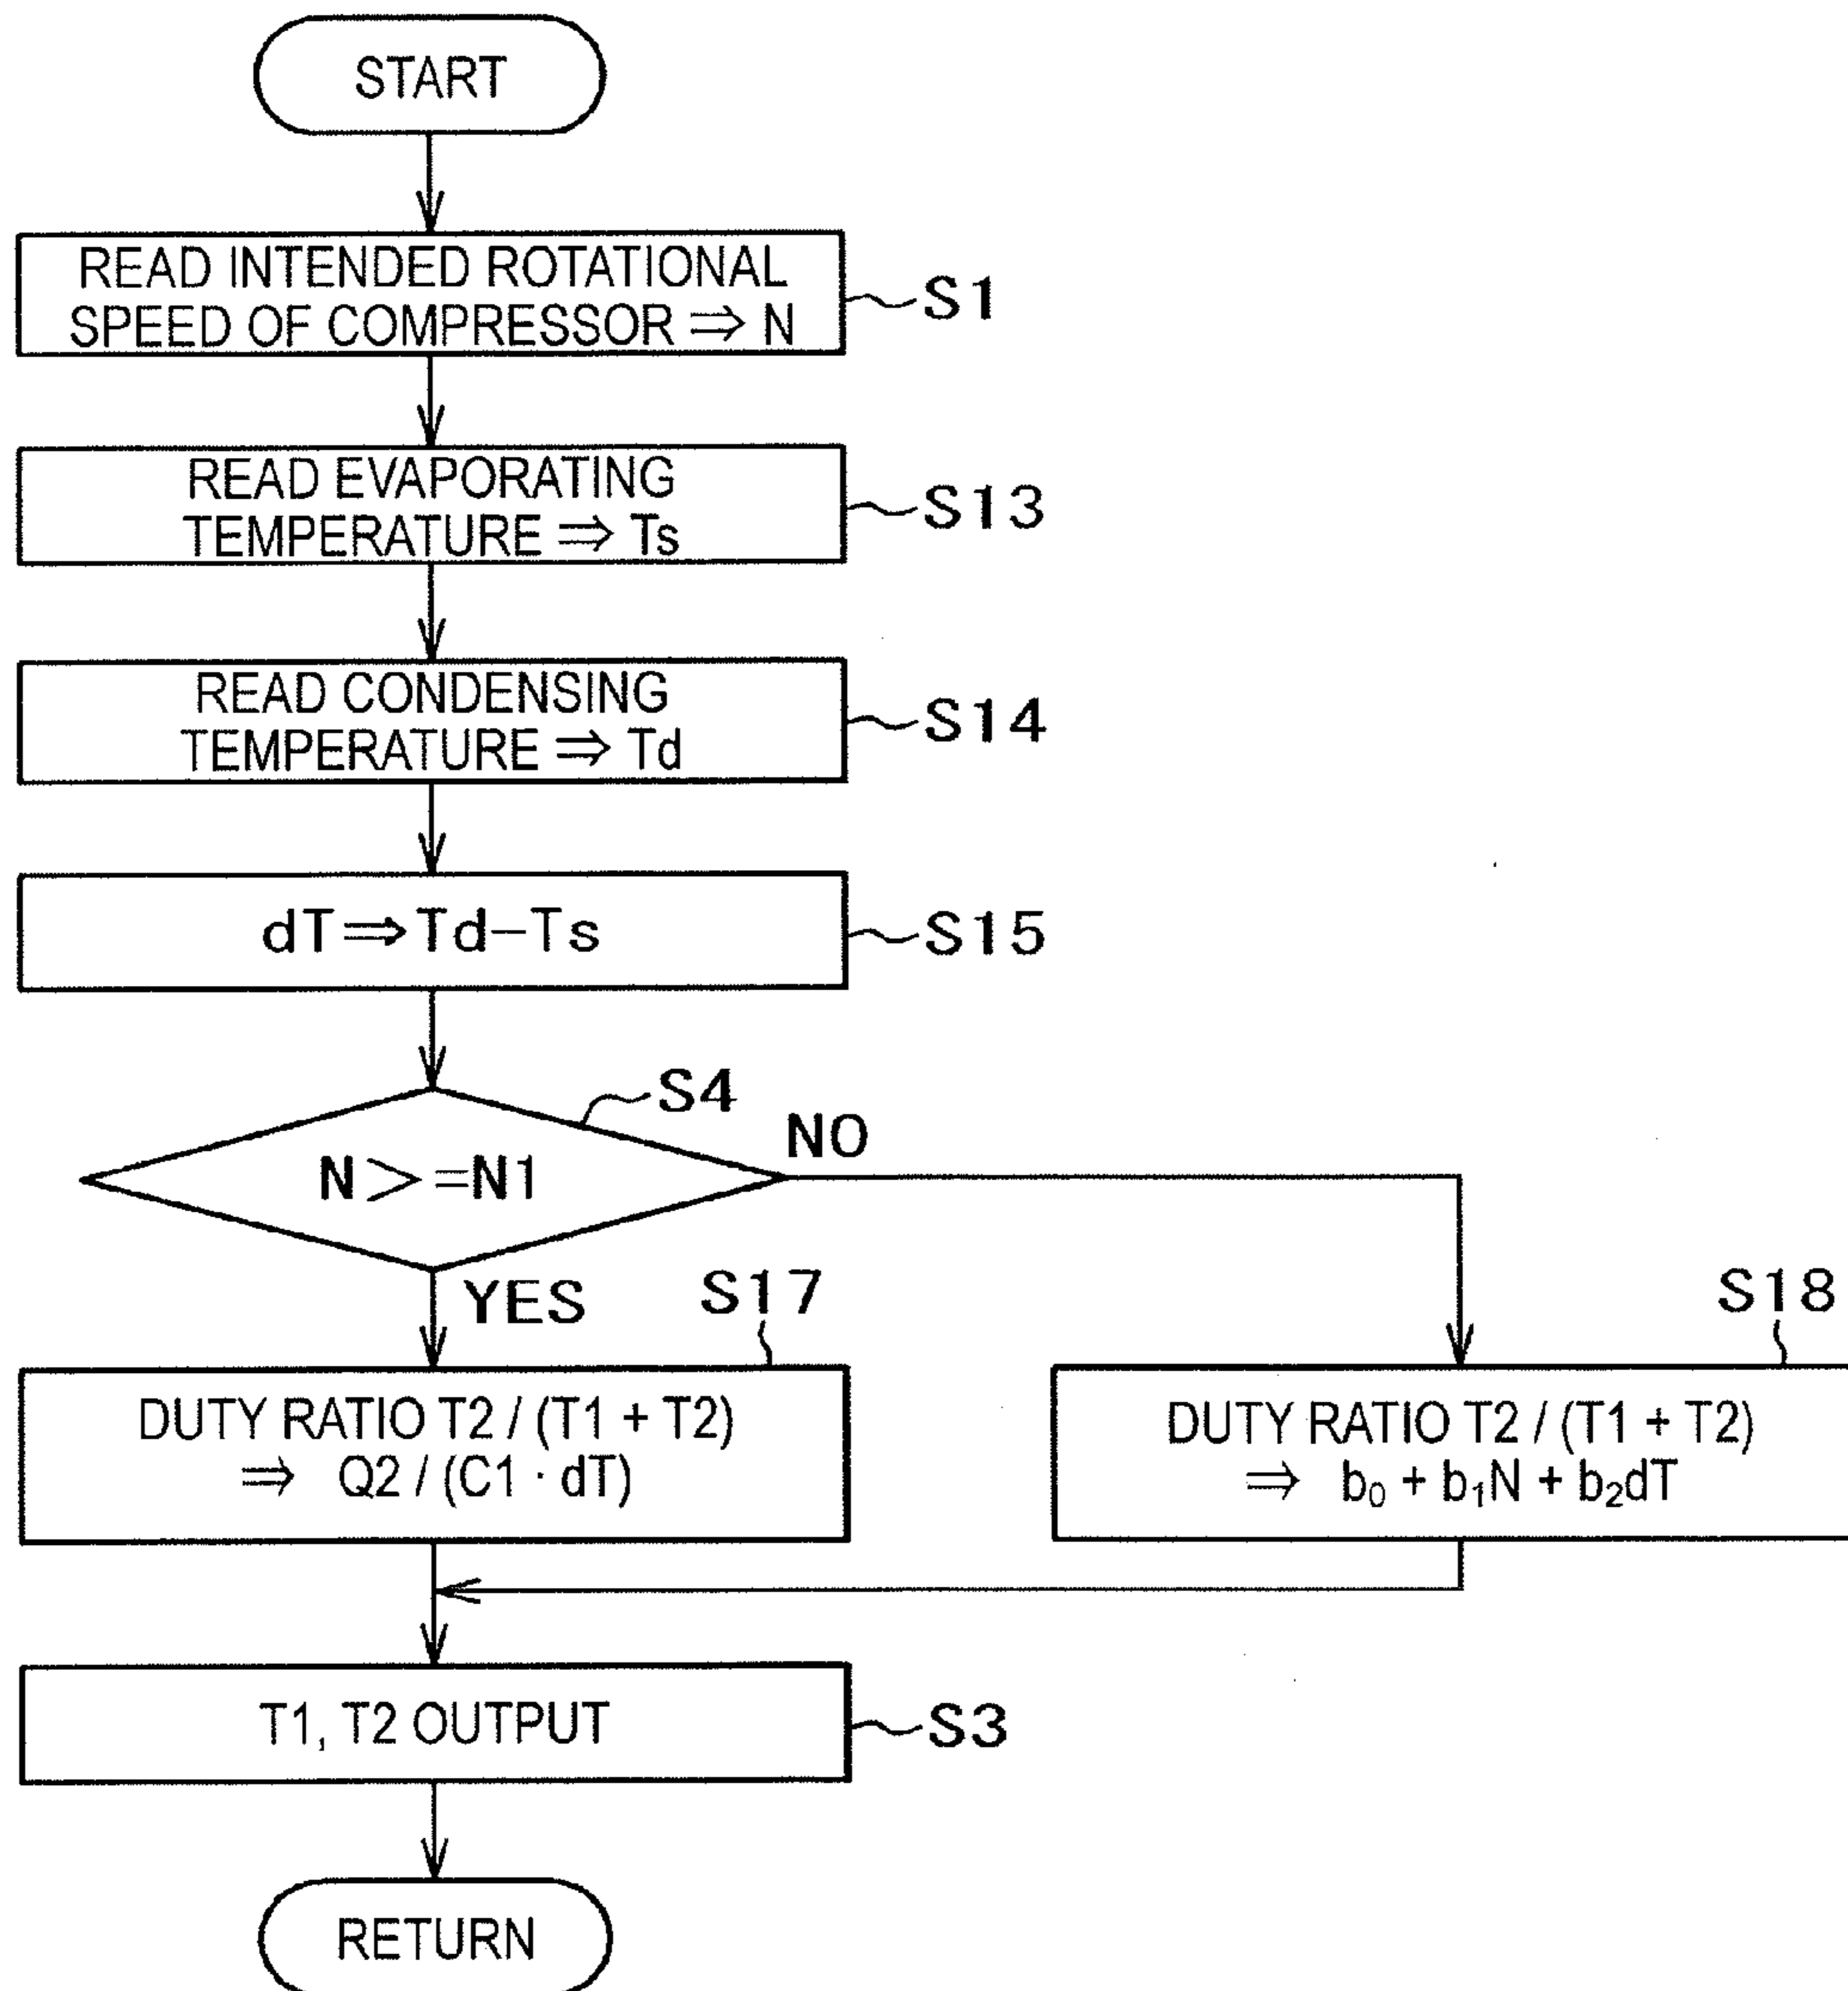 START
READ INTENDED ROTATIONAL
SPEED OF COMPRESSOR ⇒ N
S1
READ EVAPORATING
TEMPERATURE ⇒ Ts
S13
READ CONDENSING
TEMPERATURE ⇒ Td
S14
dT⇒Td-Ts
S15
S4
N>=N1
NO
YES
S17
DUTY RATIO T2 / (T1 + T2)
⇒ Q2 / (C1 · dT)
S18
DUTY RATIO T2 / (T1 + T2)
⇒ b₀ + b₁N + b₂dT
T1, T2 OUTPUT
S3
RETURN